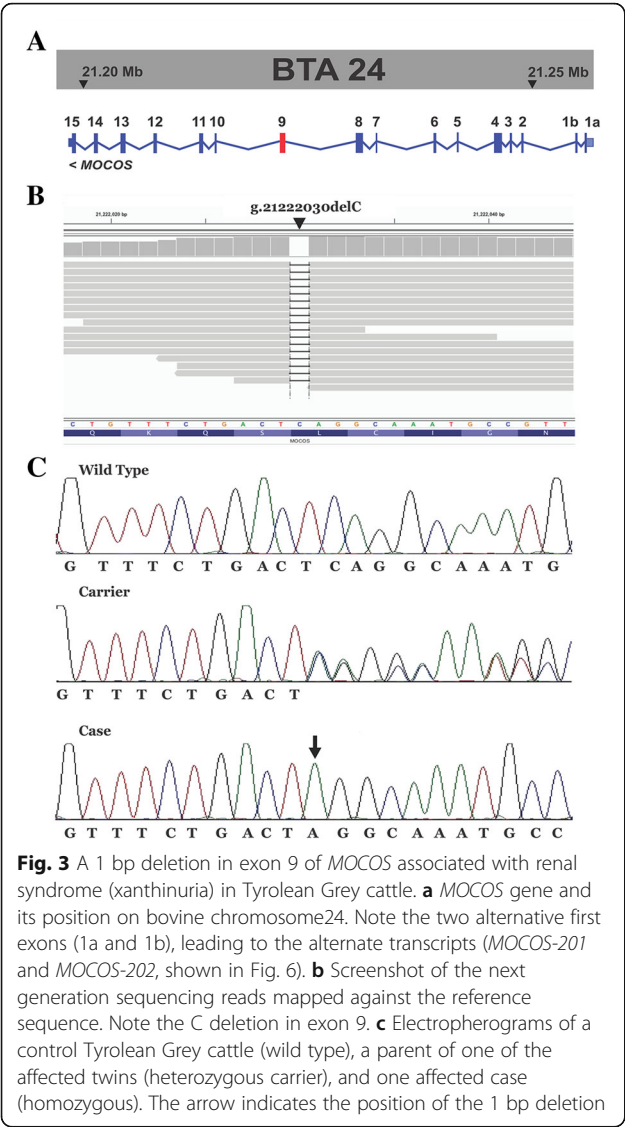 A
21.20 Mb BTA 24 21.25 Mb
15 14 13 12 11 10 9 8 7 6 5 4 3 2 1b 1a
< MOCOS
B
g.21222030delC
21,222,020 bp 21,222,040 bp
C T G T T T C T G A C T C A G G C A A A T G C C G T T
Q K Q S L C I G N
MOCOS
C
Wild Type
G T T T C T G A C T C A G G C A A A T G
Carrier
G T T T C T G A C T
Case
G T T T C T G A C T A G G C A A A T G C C
Fig. 3 A 1 bp deletion in exon 9 of MOCOS associated with renal
syndrome (xanthinuria) in Tyrolean Grey cattle. a MOCOS gene and
its position on bovine chromosome24. Note the two alternative first
exons (1a and 1b), leading to the alternate transcripts (MOCOS-201
and MOCOS-202, shown in Fig. 6). b Screenshot of the next
generation sequencing reads mapped against the reference
sequence. Note the C deletion in exon 9. c Electropherograms of a
control Tyrolean Grey cattle (wild type), a parent of one of the
affected twins (heterozygous carrier), and one affected case
(homozygous). The arrow indicates the position of the 1 bp deletion